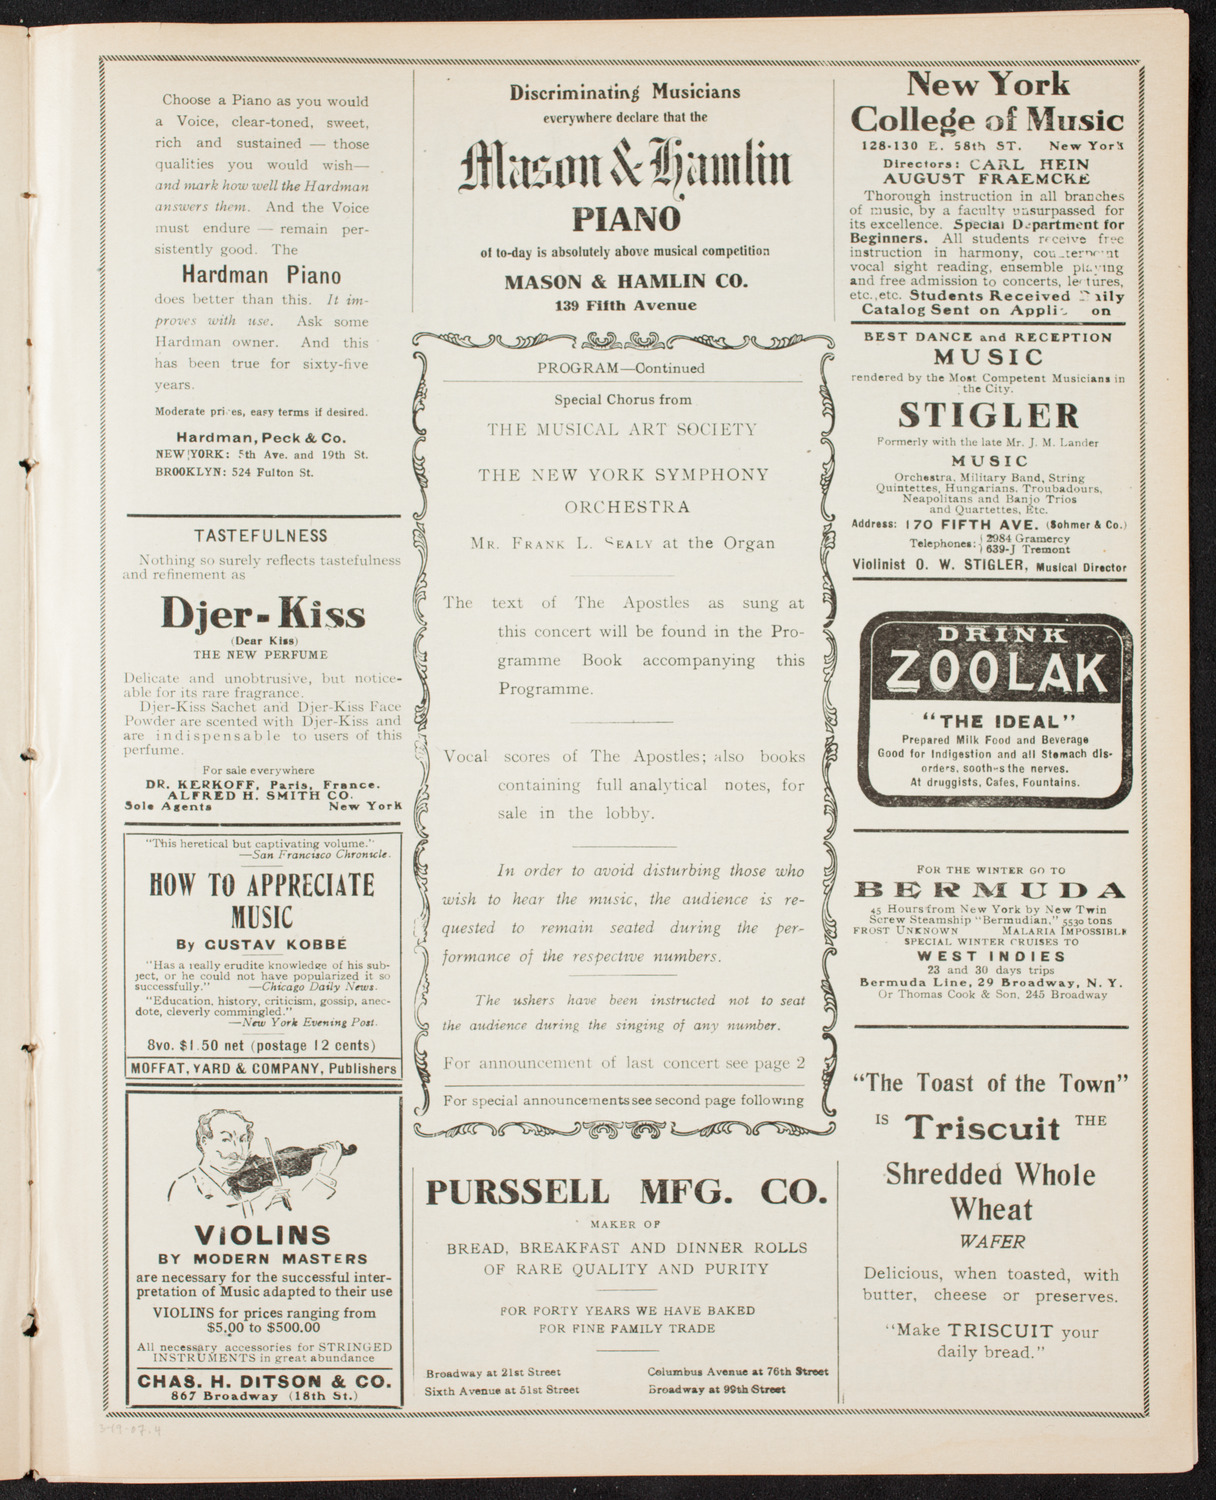 Choose a Piano as you would
a Voice, clear-toned, sweet,
rich and sustained — those
qualities you would wish—
and mark how well the Hardman
answers them. And the Voice
must endure — remain per-
sistently good. The
Hardman Piano
does better than this. It im-
proves with use. Ask some
Hardman owner. And this
has been true for sixty-five
years.
Moderate pri es, easy terms if desired.
Hardman, Peck & Co.
NEW YORK: 5th Ave. and 19th St.
BROOKLYN: 524 Fulton St.
TASTEFULNESS
Nothing so surely reflects tastefulness
and refinement as
Djer-Kiss
(Dear Kiss)
THE NEW PERFUME
Delicate and unobtrusive, but notice-
able for its rare fragrance.
Djer-Kiss Sachet and Djer-Kiss Face
Powder are scented with Djer-Kiss and
are indispensable to users of this
perfume.
For sale everywhere
DR. KERKOFF, Paris, France.
ALFRED H. SMITH CO.
Sole Agents New York
"This heretical but captivating volume."
—San Francisco Chronicle.
HOW TO APPRECIATE
MUSIC
By GUSTAV KOBBÉ
"Has a really erudite knowledge of his sub-
ject, or he could not have popularized it so
successfully." —Chicago Daily News.
"Education, history, criticism, gossip, anec-
dote, cleverly commingled."
—New York Evening Post.
8vo. $1.50 net (postage 12 cents)
MOFFAT, YARD & COMPANY, Publishers
VIOLINS
BY MODERN MASTERS
are necessary for the successful inter-
pretation of Music adapted to their use
VIOLINS for prices ranging from
$5.00 to $500.00
All necessary accessories for STRINGED
INSTRUMENTS in great abundance
CHAS. H. DITSON & CO.
867 Broadway (18th St.)
Discriminating Musicians
everywhere declare that the
Mason & Hamlin
PIANO
of to-day is absolutely above musical competition
MASON & HAMLIN CO.
139 Fifth Avenue
PROGRAM—Continued
Special Chorus from
THE MUSICAL ART SOCIETY
THE NEW YORK SYMPHONY
ORCHESTRA
MR. FRANK L. SEALY at the Organ
The text of The Apostles as sung at
this concert will be found in the Pro-
gramme Book accompanying this
Programme.
Vocal scores of The Apostles; also books
containing full analytical notes, for
sale in the lobby.
In order to avoid disturbing those who
wish to hear the music, the audience is re-
quested to remain seated during the per-
formance of the respective numbers.
The ushers have been instructed not to seat
the audience during the singing of any number.
For announcement of last concert see page 2
For special announcements see second page following
PURSSELL MFG. CO.
MAKER OF
BREAD, BREAKFAST AND DINNER ROLLS
OF RARE QUALITY AND PURITY
FOR FORTY YEARS WE HAVE BAKED
FOR FINE FAMILY TRADE
Broadway at 21st Street Columbus Avenue at 76th Street
Sixth Avenue at 51st Street Broadway at 99th Street
New York
College of Music
128-130 E. 58th ST. New York
Directors: CARL HEIN
AUGUST FRAEMCKE
Thorough instruction in all branches
of music, by a faculty unsurpassed for
its excellence. Special Department for
Beginners. All students receive free
instruction in harmony, counterpoint
vocal sight reading, ensemble playing
and free admission to concerts, lectures,
etc., etc. Students Received Daily
Catalog Sent on Appli on
BEST DANCE and RECEPTION
MUSIC
rendered by the Most Competent Musicians in
the City.
STIGLER
Formerly with the late Mr. J. M. Lander
MUSIC
Orchestra, Military Band, String
Quintettes, Hungarians, Troubadours,
Neapolitans and Banjo Trios
and Quartettes, Etc.
Address: 170 FIFTH AVE. (Sohmer & Co.)
Telephones: 2984 Gramercy
639-J Tremont
Violinist O. W. STIGLER, Musical Director
DRINK
ZOOLAK
"THE IDEAL"
Prepared Milk Food and Beverage
Good for Indigestion and all Stomach dis-
orders, sooth-s the nerves.
At druggists, Cafes, Fountains.
FOR THE WINTER GO TO
BERMUDA
45 Hours from New York by New Twin
Screw Steamship "Bermudian," 5530 tons
FROST UNKNOWN MALARIA IMPOSSIBLE
SPECIAL WINTER CRUISES TO
WEST INDIES
23 and 30 days trips
Bermuda Line, 29 Broadway, N. Y.
Or Thomas Cook & Son, 245 Broadway
"The Toast of the Town"
IS Triscuit THE
Shredded Whole
Wheat
WAFER
Delicious, when toasted, with
butter, cheese or preserves.
"Make TRISCUIT your
daily bread."
3-19-07.4